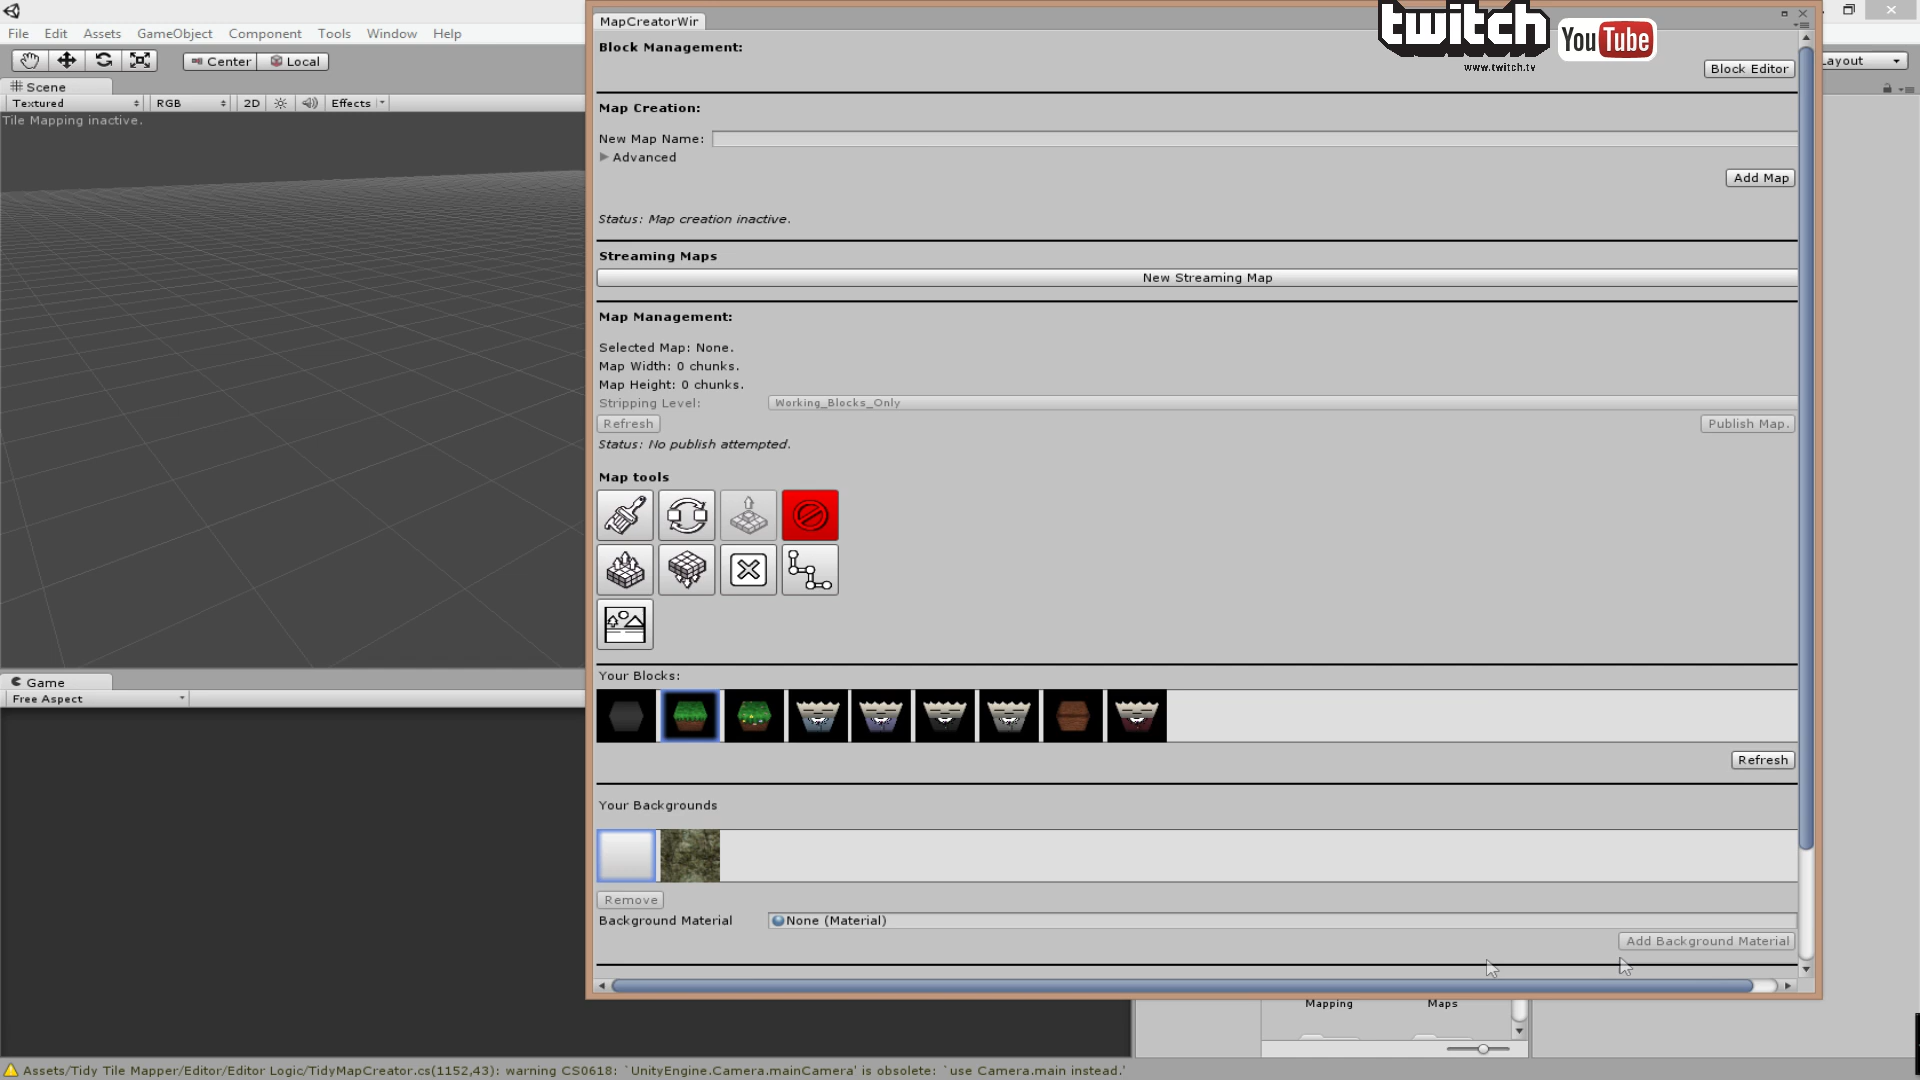 File Edit Assets GameObject Component Tools Window Help
Center Local
Layout
Scene
Textured RGB 2D Effects
Tile Mapping inactive.
Game
Free Aspect
MapCreatorWir
twitch
www.twitch.tv
YouTube
Block Management:
Block Editor
Map Creation:
New Map Name:
Advanced
Add Map
Status: Map creation inactive.
Streaming Maps
New Streaming Map
Map Management:
Selected Map: None.
Map Width: 0 chunks.
Map Height: 0 chunks.
Stripping Level: Working_Blocks_Only
Refresh Publish Map.
Status: No publish attempted.
Map tools
Your Blocks:
Refresh
Your Backgrounds
Remove
Background Material None (Material)
Add Background Material
Mapping Maps
Assets/Tidy Tile Mapper/Editor/Editor Logic/TidyMapCreator.cs(1152,43): warning CS0618: `UnityEngine.Camera.mainCamera' is obsolete: `use Camera.main instead.'